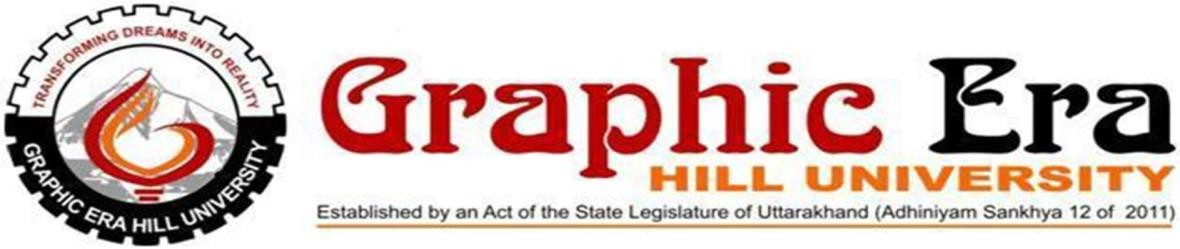 TRANSFORMING DREAMS INTO REALITY
GRAPHIC ERA HILL UNIVERSITY
Graphic Era
HILL UNIVERSITY
Established by an Act of the State Legislature of Uttarakhand (Adhiniyam Sankhya 12 of 2011)